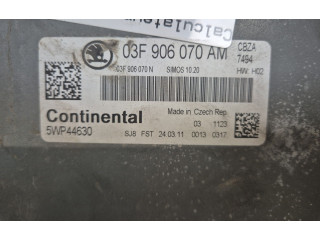 Calculateur
03F 906 070 AM
CBZA
7494
03F 906 070 N SIMOS 10.20 HW: H02
Continental
Made in Czech Rep.
5WP44630
03 1123
SJ8 FST 24.03.11 0013 0317